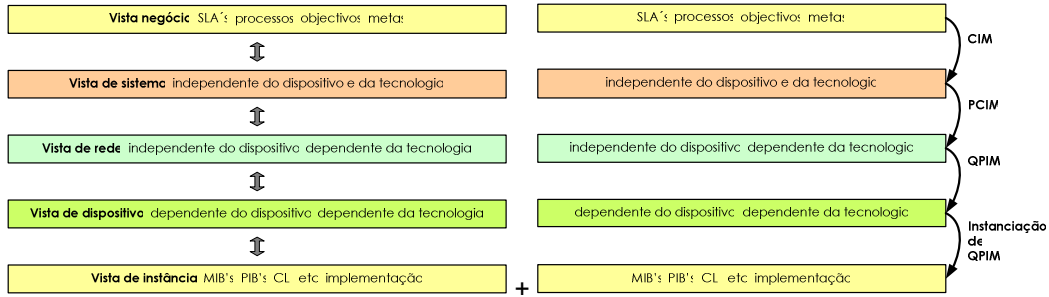 Vista negócio SLA´s processos objectivos metas
Vista de sistema independente do dispositivo e da tecnologia
Vista de rede independente do dispositivo dependente da tecnologia
Vista de dispositivo dependente do dispositivo dependente da tecnologia
Vista de instância MIB's PIB's CL etc implementação
+
SLA´s processos objectivos metas
independente do dispositivo e da tecnologia
independente do dispositivo dependente da tecnologia
dependente do dispositivo dependente da tecnologia
MIB's PIB's CL etc implementação
CIM
PCIM
QPIM
Instanciação
de
QPIM